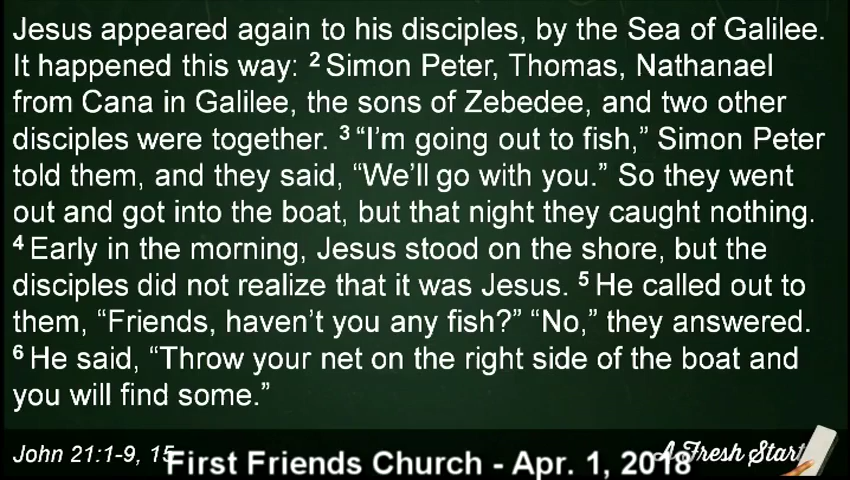 Jesus appeared again to his disciples, by the Sea of Galilee.
It happened this way: ² Simon Peter, Thomas, Nathanael
from Cana in Galilee, the sons of Zebedee, and two other
disciples were together. ³ “I’m going out to fish,” Simon Peter
told them, and they said, “We’ll go with you.” So they went
out and got into the boat, but that night they caught nothing.
⁴ Early in the morning, Jesus stood on the shore, but the
disciples did not realize that it was Jesus. ⁵ He called out to
them, “Friends, haven’t you any fish?” “No,” they answered.
⁶ He said, “Throw your net on the right side of the boat and
you will find some.”
John 21:1-9, 15
A Fresh Start
First Friends Church - Apr. 1, 2018